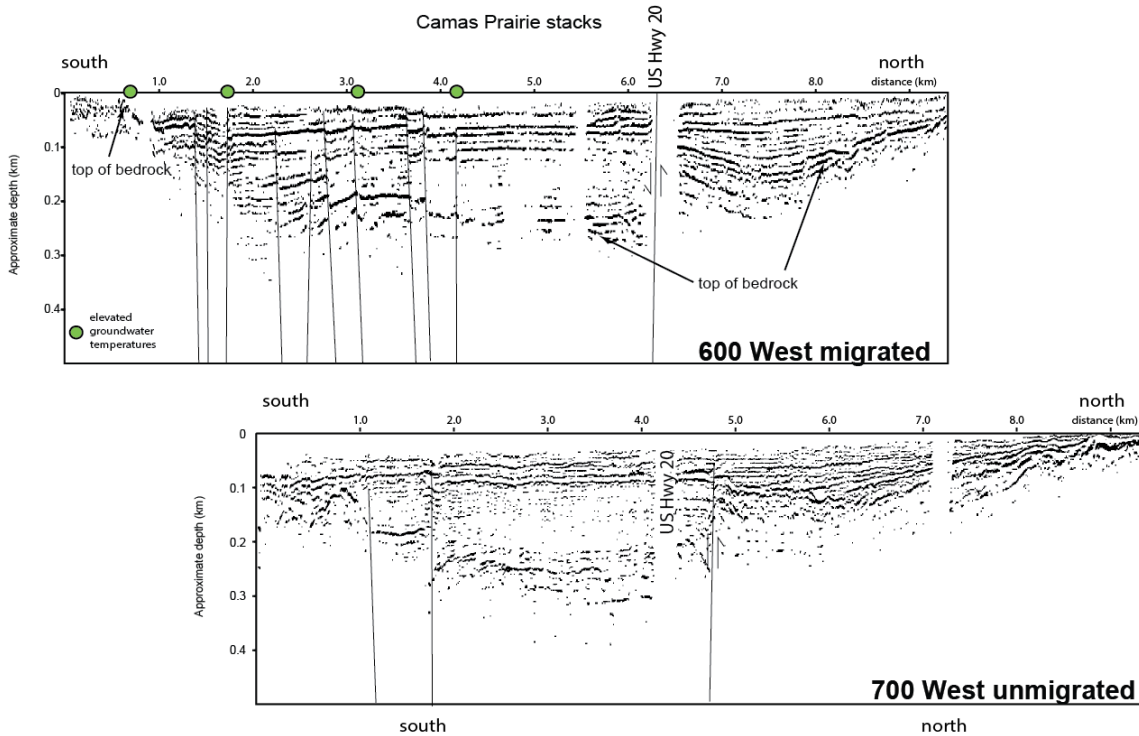 Camas Prairie stacks
US Hwy 20
south
north
1.0 2.0 3.0 4.0 5.0 6.0 7.0 8.0 distance (km)
0
0.1
top of bedrock
0.2
Approximate depth (km)
0.3
top of bedrock
0.4
elevated
groundwater
temperatures
600 West migrated
south
north
1.0 2.0 3.0 4.0 5.0 6.0 7.0 8.0 distance (km)
0
0.1
US Hwy 20
0.2
Approximate depth (km)
0.3
0.4
700 West unmigrated
south
north